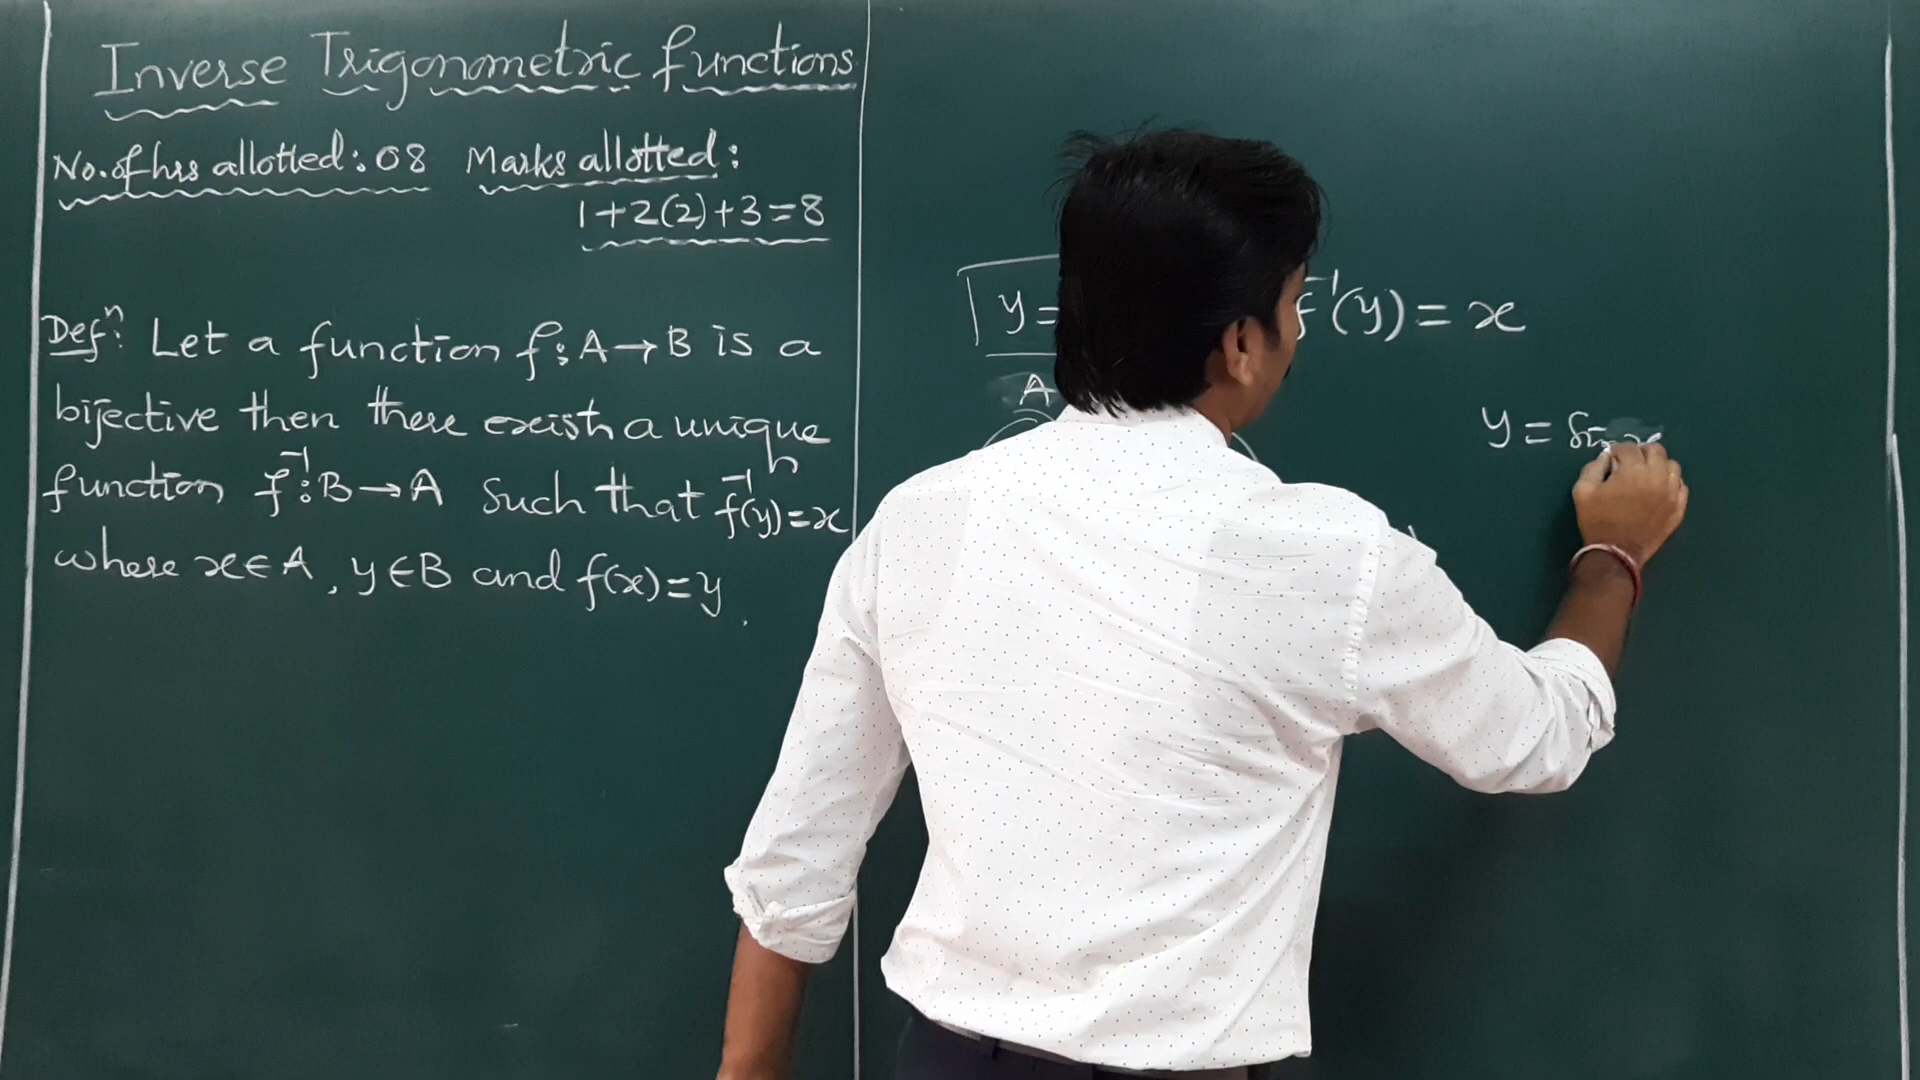 Inverse Trigonometric functions
No. of hrs allotted: 08 Marks allotted:
1+2(2)+3=8
Defⁿ: Let a function f: A→B is a
bijective then there exist a unique
function f⁻¹: B→A such that f⁻¹(y)=x
where x∈A, y∈B and f(x)=y.
y= f⁻¹(y)=x
A
y = sin x